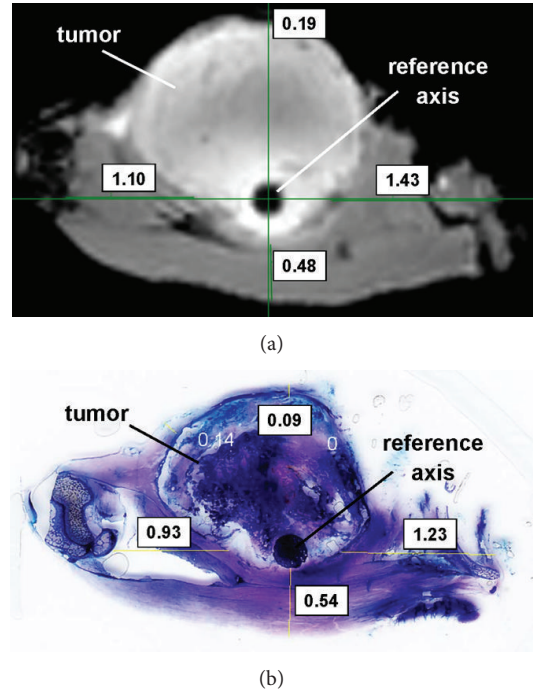 0.19
tumor
reference
axis
1.10
1.43
0.48
(a)
tumor
0.09
0.14
0
reference
axis
0.93
1.23
0.54
(b)